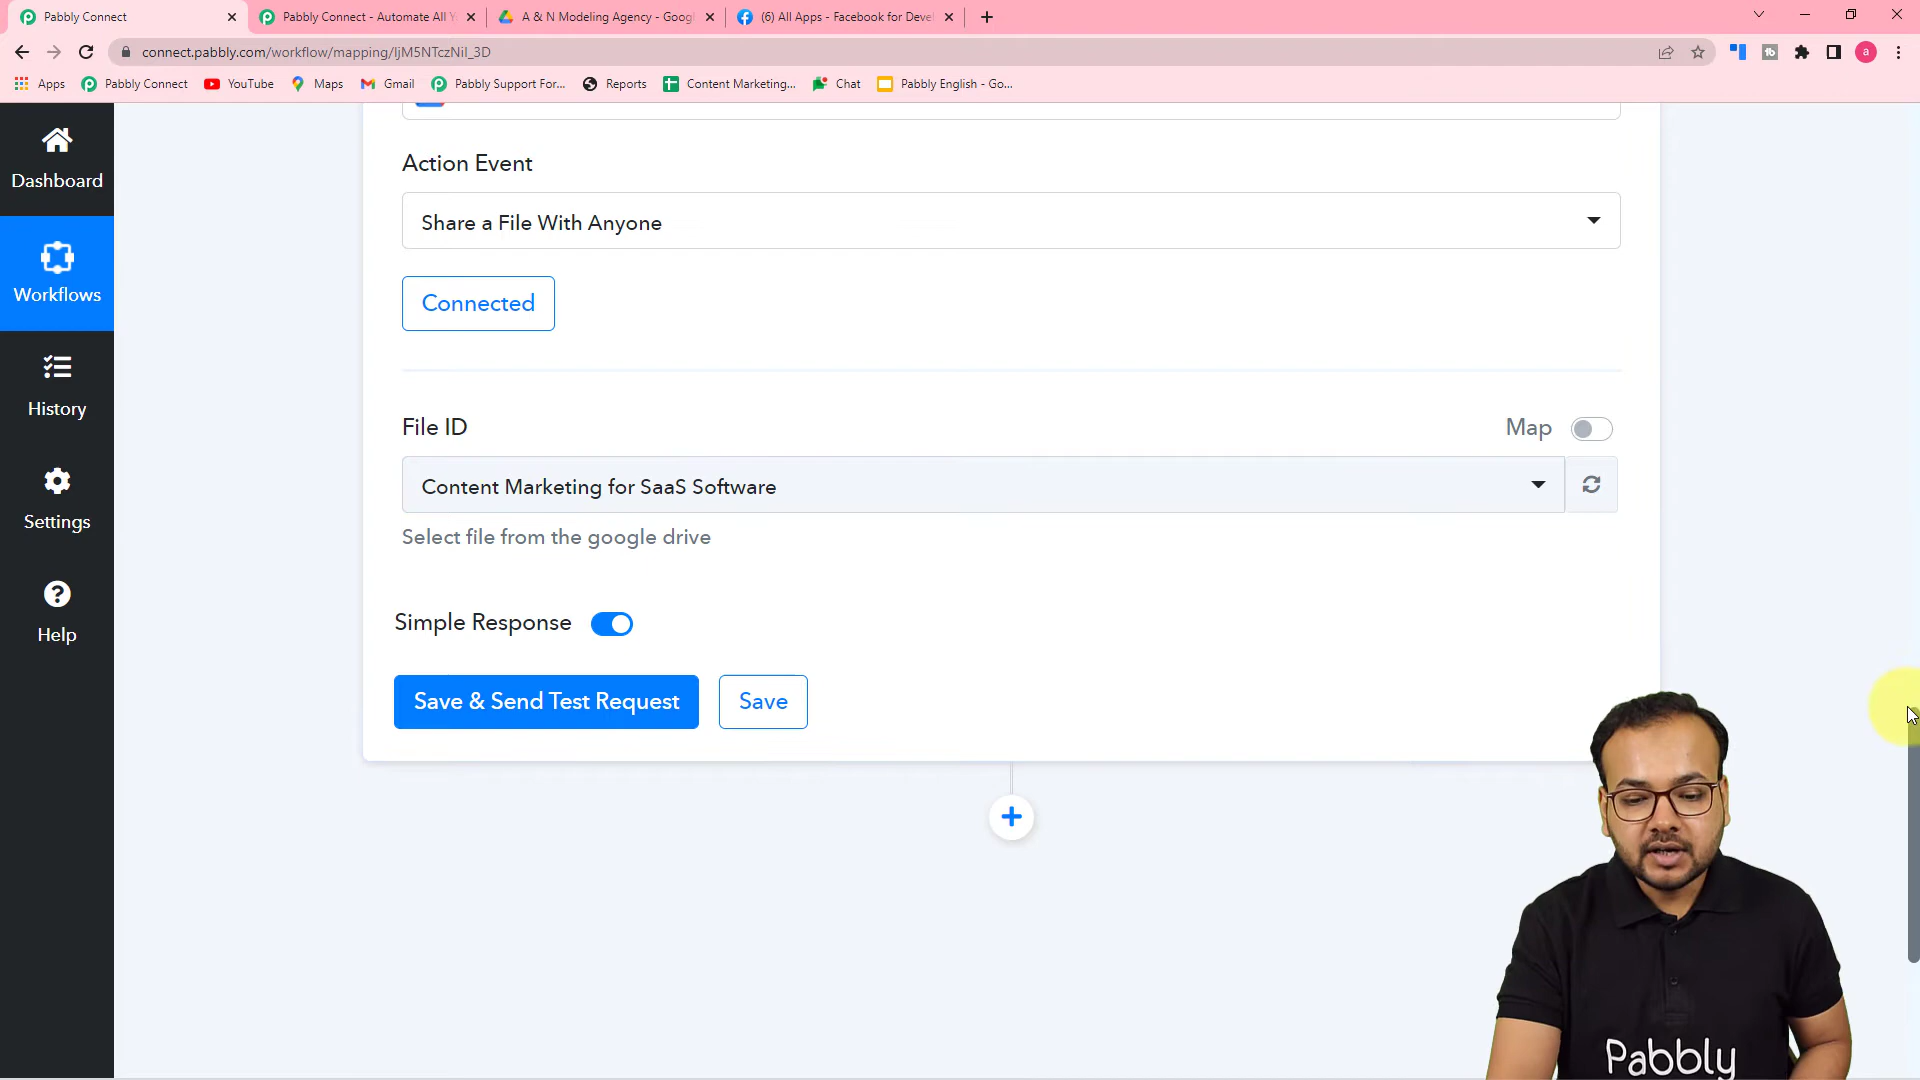 Pabbly Connect
Pabbly Connect - Automate All Y
A & N Modeling Agency - Googl
(6) All Apps - Facebook for Devel
connect.pabbly.com/workflow/mapping/IjM5NTczNiI_3D
a
Apps
Pabbly Connect
YouTube
Maps
Gmail
Pabbly Support For...
Reports
Content Marketing...
Chat
Pabbly English - Go...
Dashboard
Workflows
History
Settings
Help
Action Event
Share a File With Anyone
Connected
File ID
Map
Content Marketing for SaaS Software
Select file from the google drive
Simple Response
Save & Send Test Request
Save
Pabbly